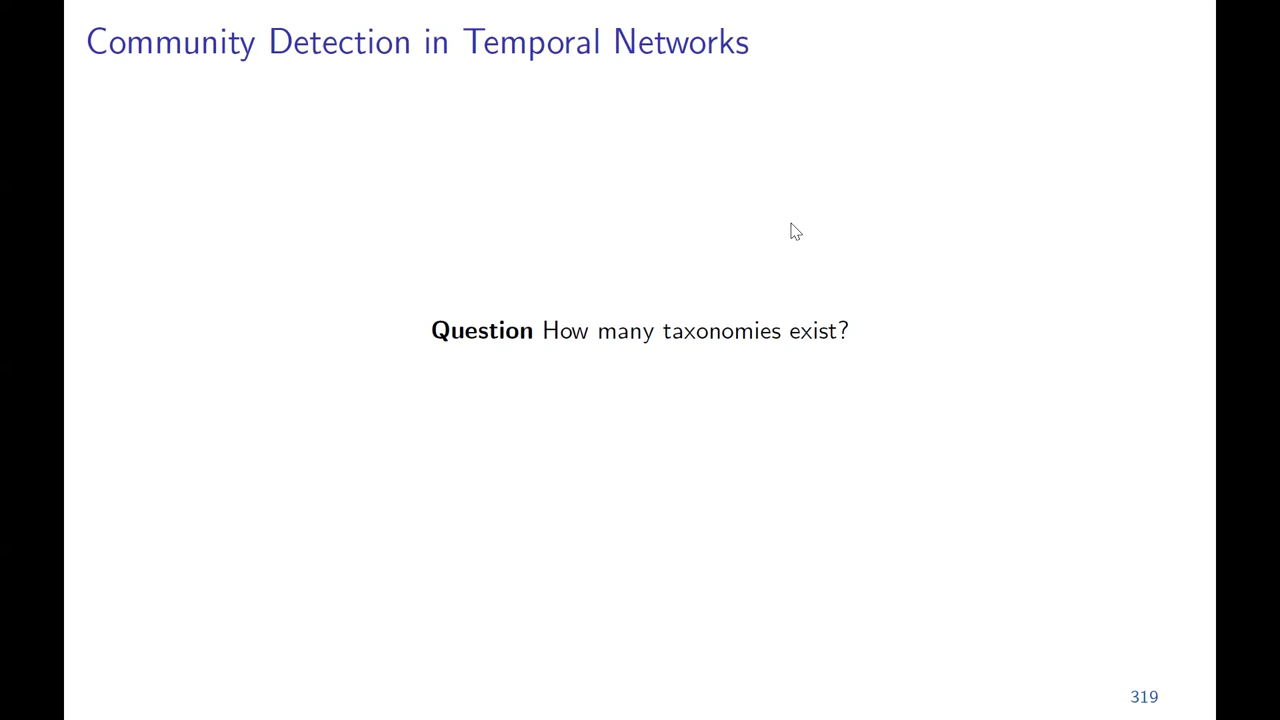 Community Detection in Temporal Networks
Question How many taxonomies exist?
319